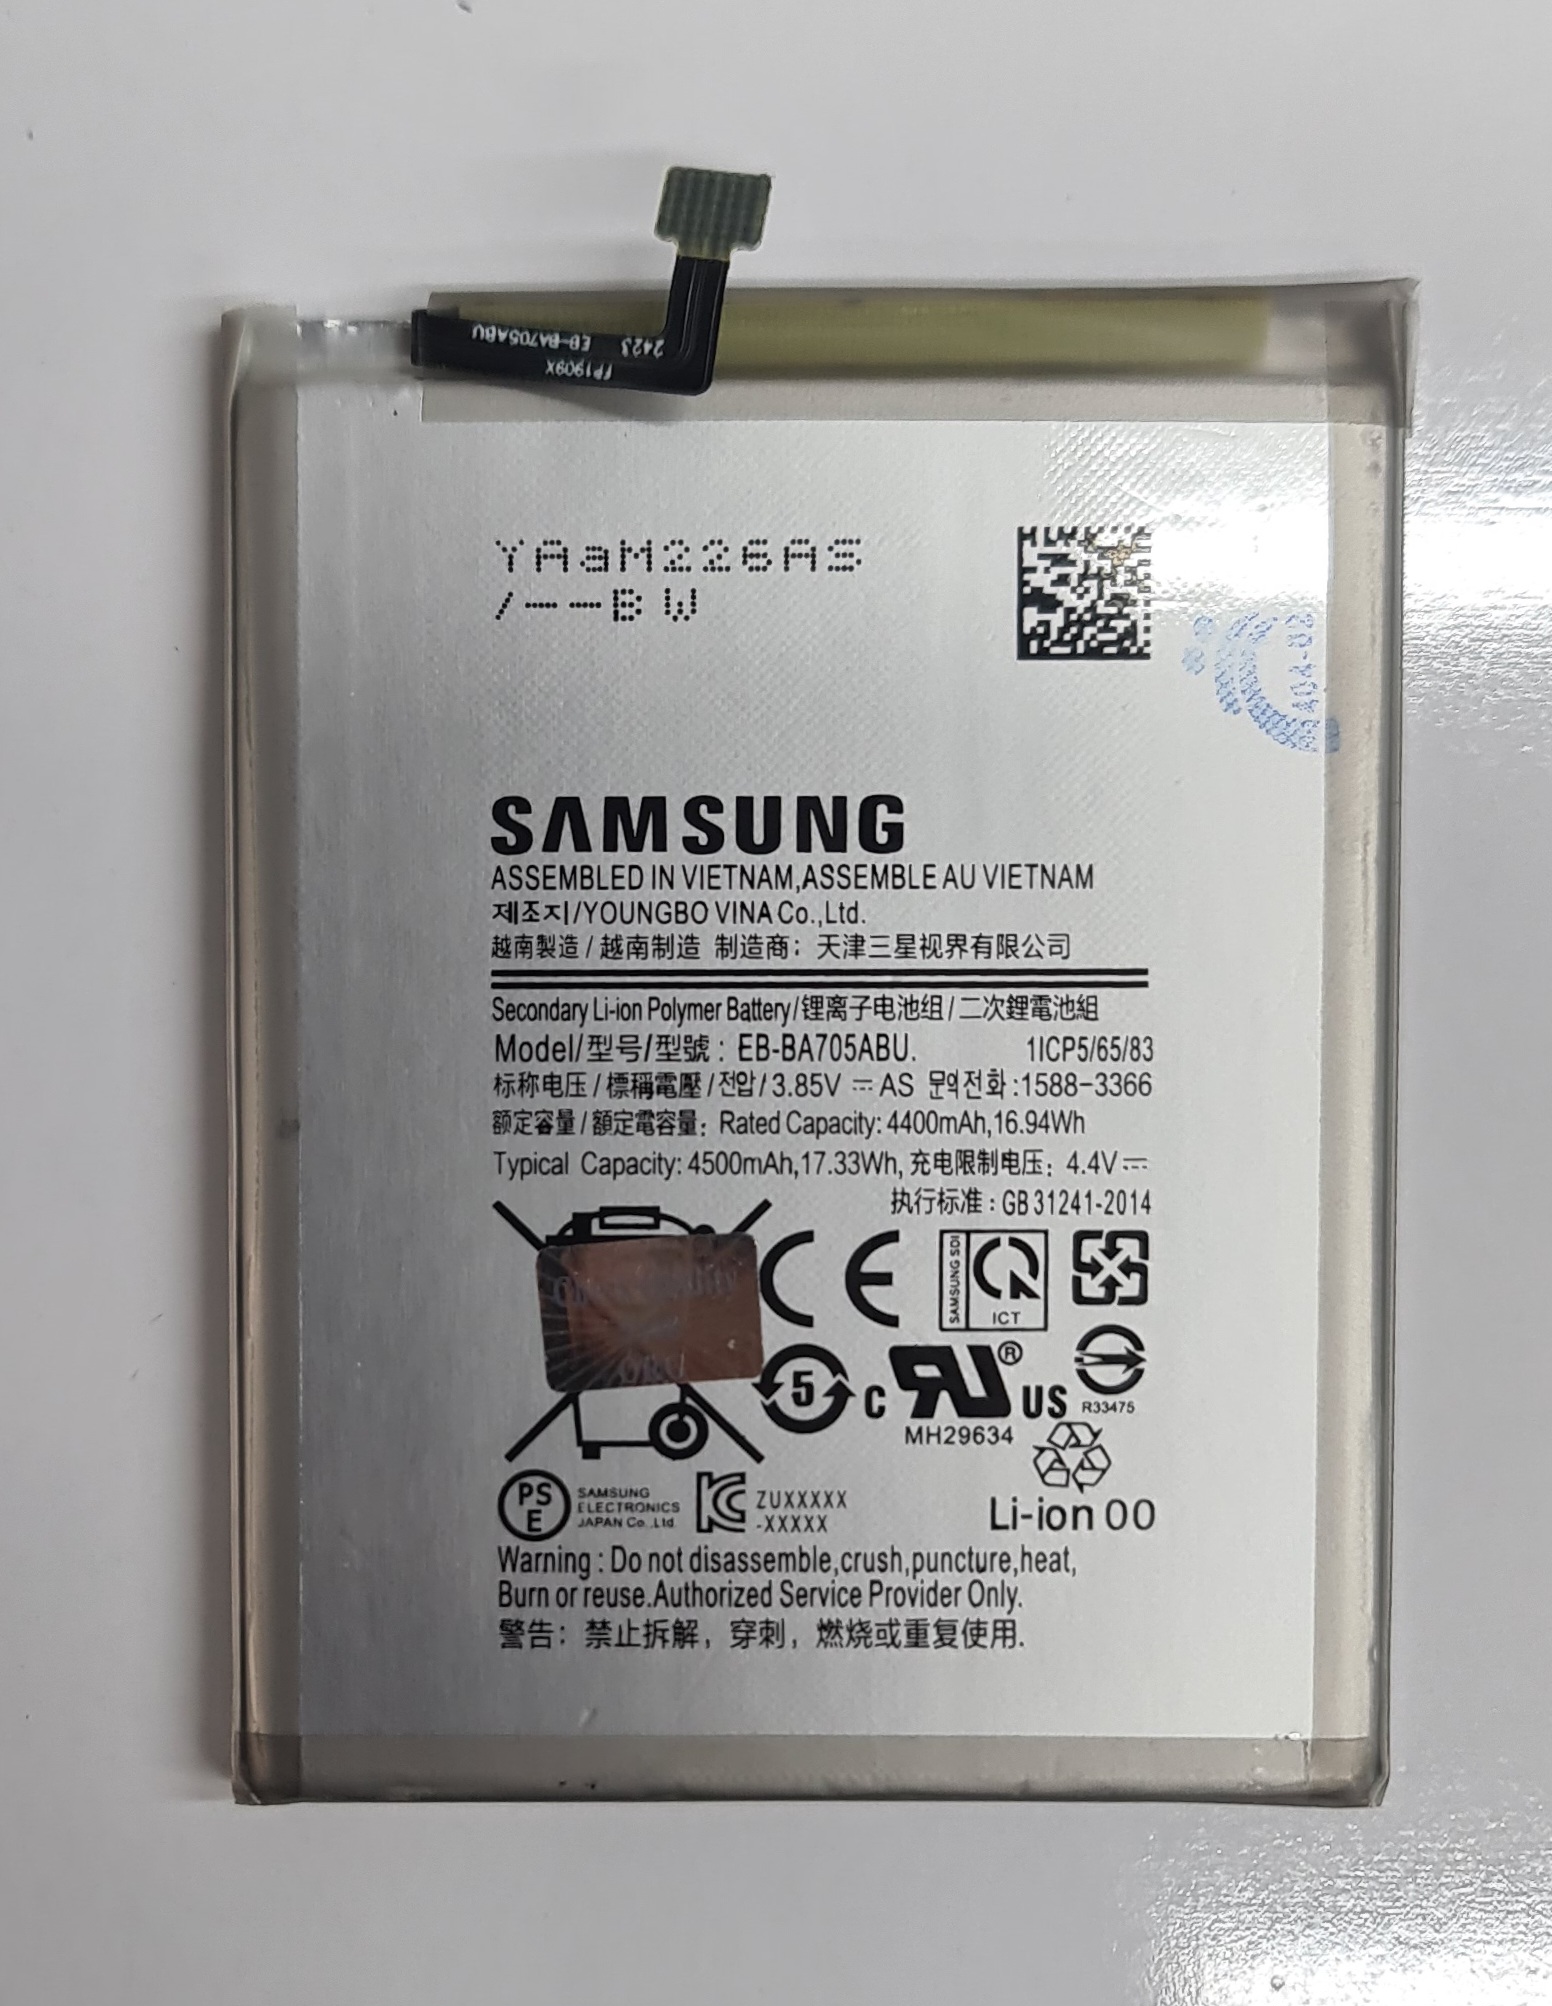 EB-BA705ABU 2423
FP1909X
YAaM226AS
/--BW
SAMSUNG
ASSEMBLED IN VIETNAM,ASSEMBLE AU VIETNAM
제조지/YOUNGBO VINA Co.,Ltd.
越南製造/越南制造 制造商：天津三星视界有限公司
Secondary Li-ion Polymer Battery/锂离子电池组/二次鋰電池組
Model/型号/型號: EB-BA705ABU. 1ICP5/65/83
标称电压/標稱電壓/전압/3.85V ⎓ AS 문역전화:1588-3366
额定容量/額定電容量: Rated Capacity: 4400mAh,16.94Wh
Typical Capacity: 4500mAh,17.33Wh, 充电限制电压: 4.4V⎓
执行标准: GB 31241-2014
CE
SAMSUNG SDI
ICT
5
c UR® US
R33475
MH29634
PS
E
SAMSUNG
ELECTRONICS
JAPAN Co.,Ltd.
ZUXXXXX
-XXXXX
Li-ion 00
Warning : Do not disassemble,crush,puncture,heat,
Burn or reuse.Authorized Service Provider Only.
警告：禁止拆解，穿刺，燃烧或重复使用.